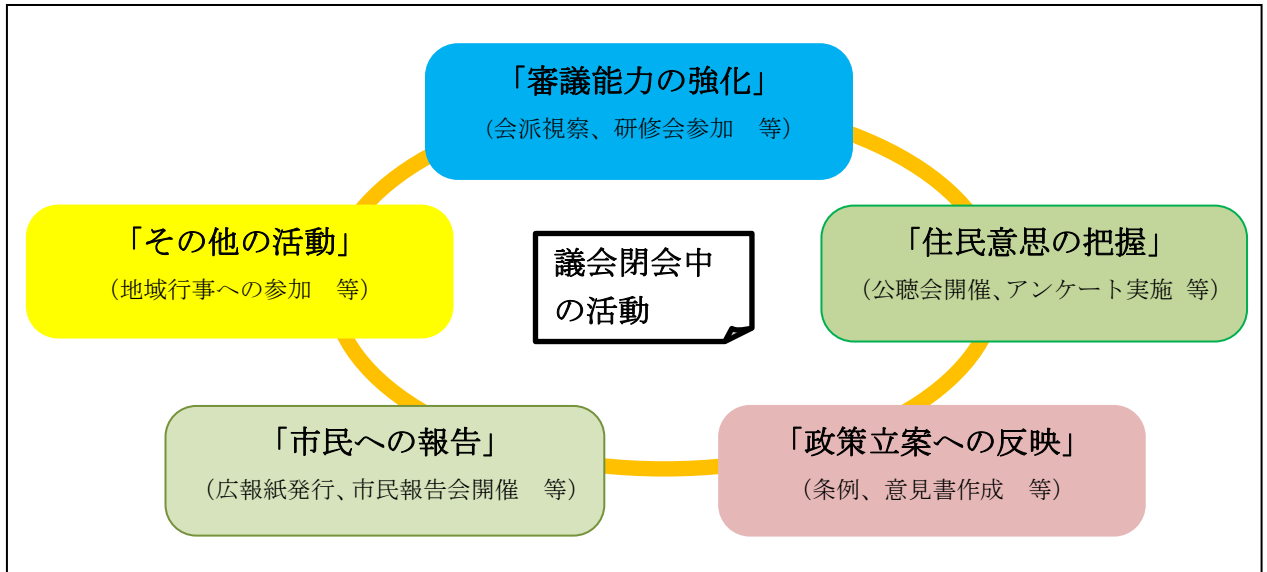 「審議能力の強化」
（会派視察、研修会参加　等）
「その他の活動」
（地域行事への参加　等）
議会閉会中
の活動
「住民意思の把握」
（公聴会開催、アンケート実施 等）
「市民への報告」
（広報紙発行、市民報告会開催　等）
「政策立案への反映」
（条例、意見書作成　等）